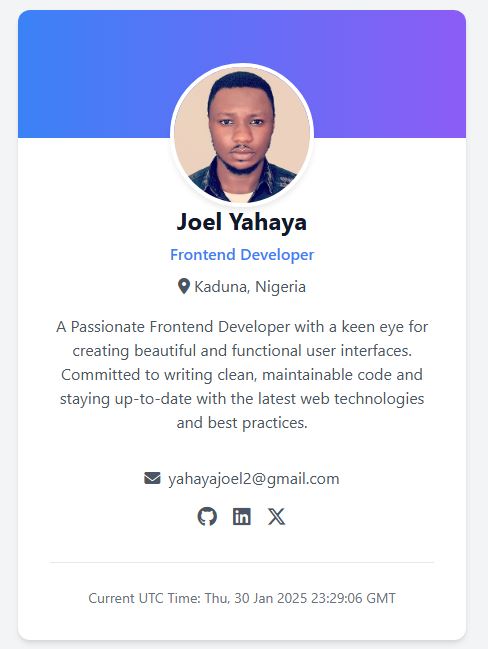 Joel Yahaya
Frontend Developer
Kaduna, Nigeria
A Passionate Frontend Developer with a keen eye for
creating beautiful and functional user interfaces.
Committed to writing clean, maintainable code and
staying up-to-date with the latest web technologies
and best practices.
yahayajoel2@gmail.com
Current UTC Time: Thu, 30 Jan 2025 23:29:06 GMT